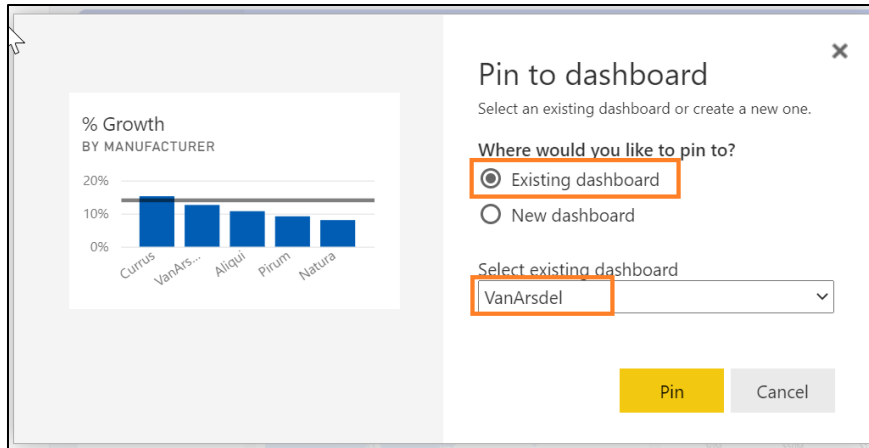 % Growth
BY MANUFACTURER
20%
10%
0%
Currus
VanArs...
Aliqui
Pirum
Natura
Pin to dashboard
Select an existing dashboard or create a new one.
Where would you like to pin to?
Existing dashboard
New dashboard
Select existing dashboard
VanArsdel
Pin
Cancel